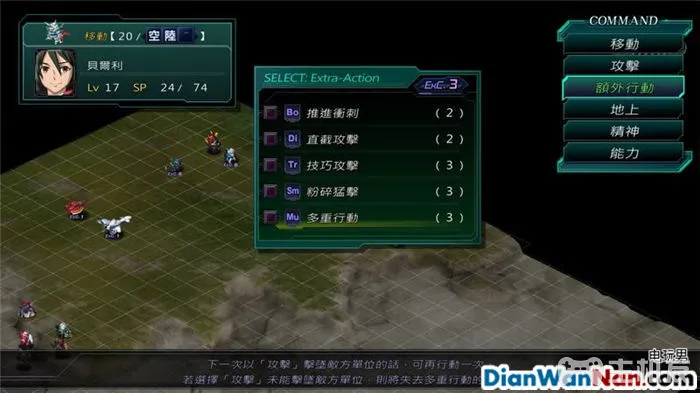 移動【20/ 空陸 - 】
貝爾利
Lv 17 SP 24/ 74
SELECT: Extra-Action
ExC. 3
Bo 推進衝刺 ( 2 )
Di 直截攻擊 ( 2 )
Tr 技巧攻擊 ( 3 )
Sm 粉碎猛擊 ( 3 )
Mu 多重行動 ( 3 )
COMMAND
移動
攻擊
額外行動
地上
精神
能力
下一次以「攻擊」擊墜敵方單位的話，可再行動一次
若選擇「攻擊」未能擊墜敵方單位，則將失去多重行動的
电玩男
DianWanNan.com